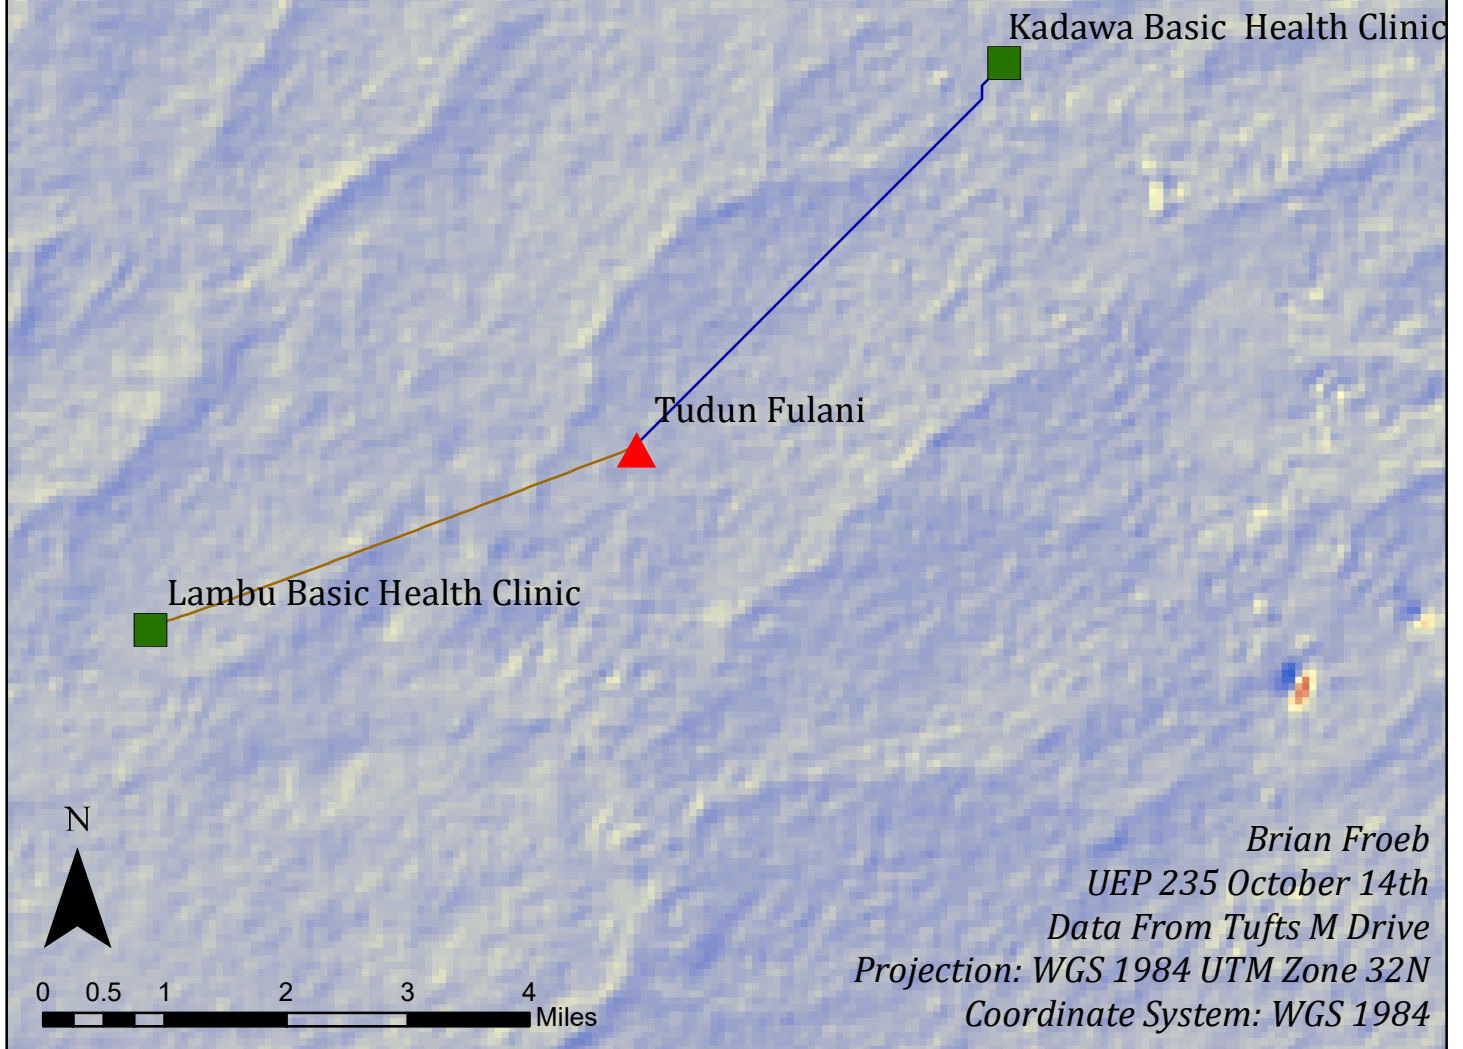 Kadawa Basic  Health Clinic
Tudun Fulani
Lambu Basic Health Clinic
N
0 0.5 1 2 3 4
Miles
Brian Froeb
UEP 235 October 14th
Data From Tufts M Drive
Projection: WGS 1984 UTM Zone 32N
Coordinate System: WGS 1984